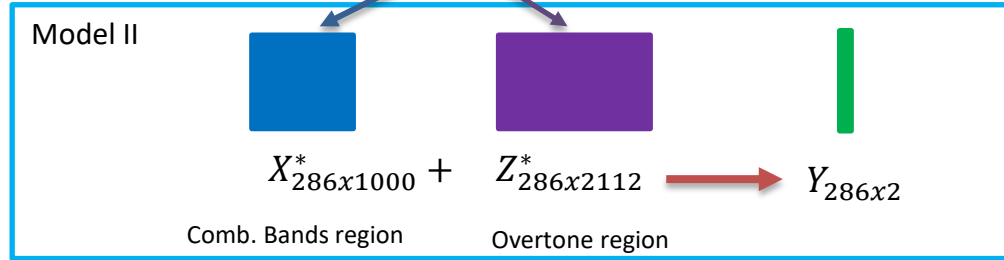 Model II
X*286x1000 + Z*286x2112 Y286x2
Comb. Bands region Overtone region